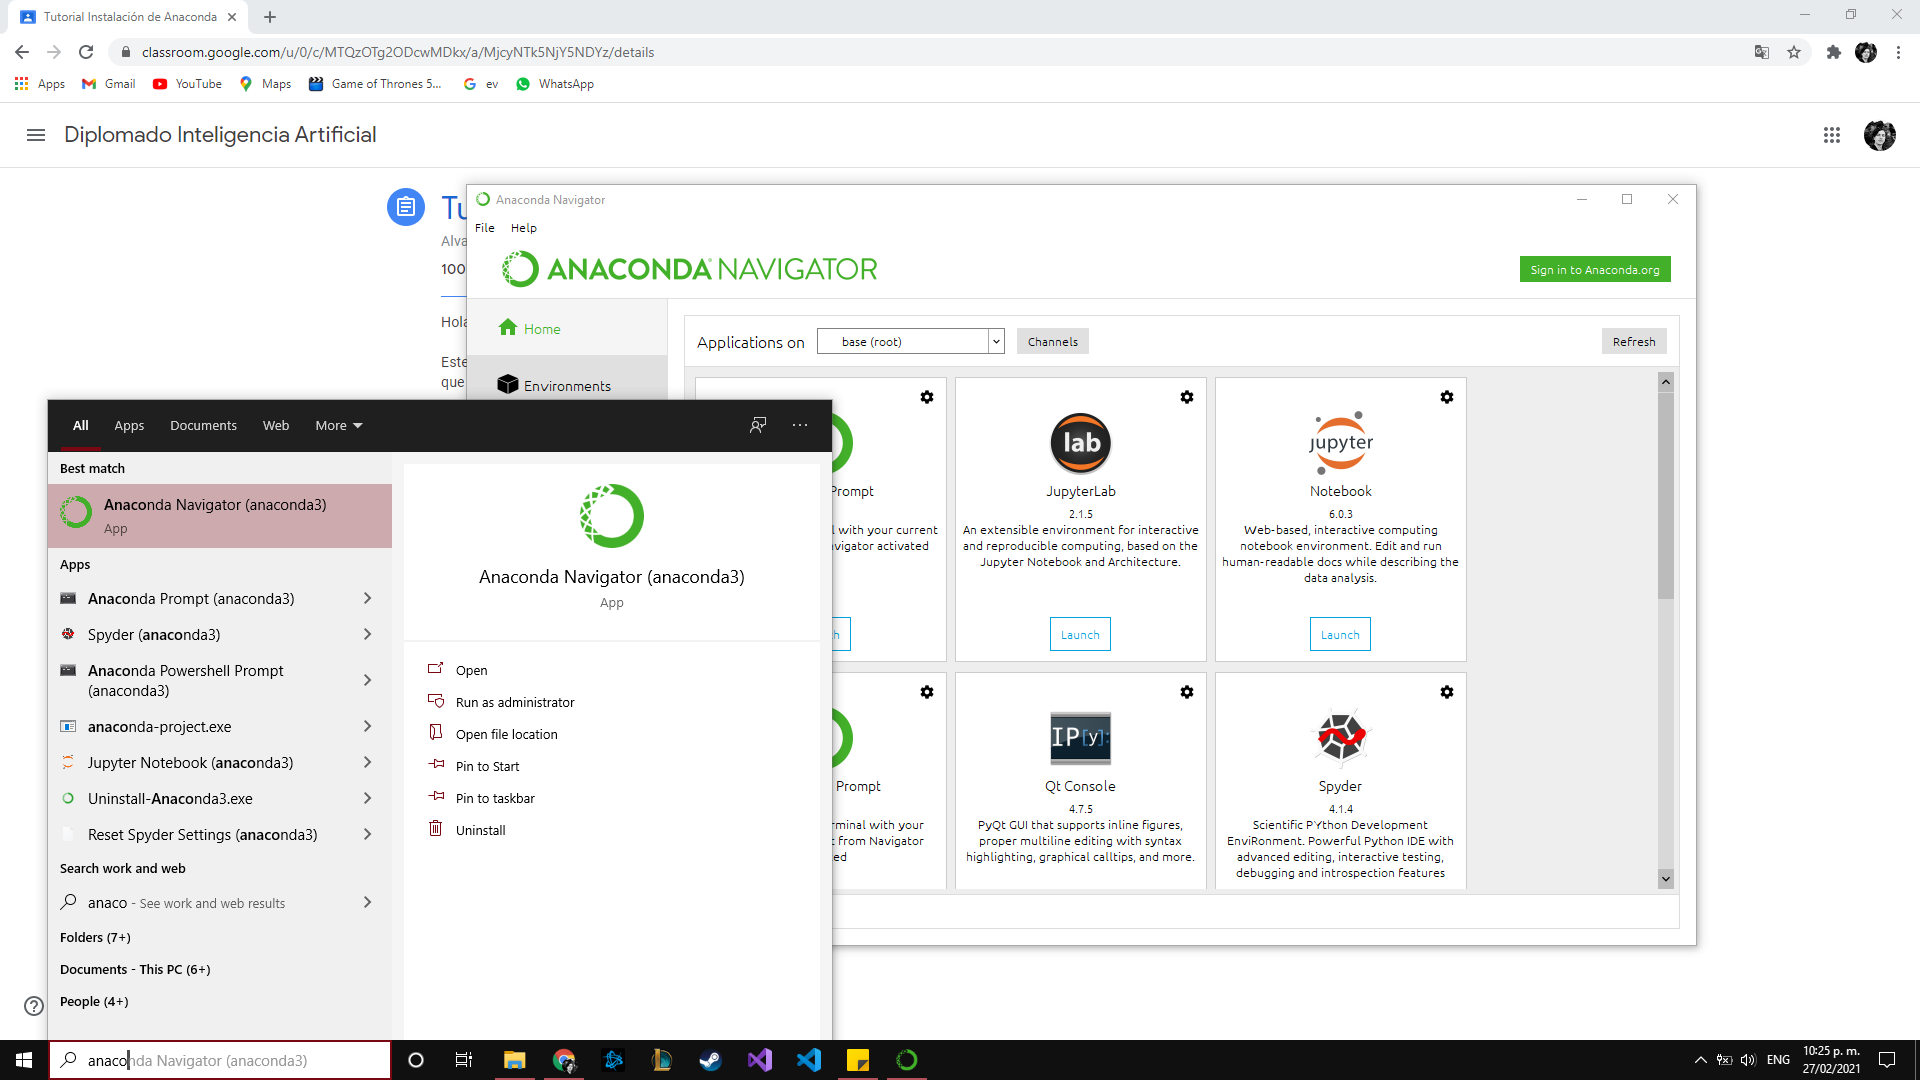 Tutorial Instalación de Anaconda
classroom.google.com/u/0/c/MTQzOTg2ODcwMDkx/a/MjcyNTk5NjY5NDYz/details
Apps
Gmail
YouTube
Maps
Game of Thrones 5...
ev
WhatsApp
Diplomado Inteligencia Artificial
Tu
Alva
100
Hola
Este
que
Anaconda Navigator
File Help
ANACONDA NAVIGATOR
Sign in to Anaconda.org
Home
Environments
Applications on
base (root)
Channels
Refresh
Prompt
l with your current
vigator activated
JupyterLab
2.1.5
An extensible environment for interactive
and reproducible computing, based on the
Jupyter Notebook and Architecture.
Launch
jupyter
Notebook
6.0.3
Web-based, interactive computing
notebook environment. Edit and run
human-readable docs while describing the
data analysis.
Launch
lab
Prompt
rminal with your
t from Navigator
ed
IP[y]:
Qt Console
4.7.5
PyQt GUI that supports inline figures,
proper multiline editing with syntax
highlighting, graphical calltips, and more.
Spyder
4.1.4
Scientific PYthon Development
EnviRonment. Powerful Python IDE with
advanced editing, interactive testing,
debugging and introspection features
All Apps Documents Web More
Best match
Anaconda Navigator (anaconda3)
App
Apps
Anaconda Prompt (anaconda3)
Spyder (anaconda3)
Anaconda Powershell Prompt
(anaconda3)
anaconda-project.exe
Jupyter Notebook (anaconda3)
Uninstall-Anaconda3.exe
Reset Spyder Settings (anaconda3)
Search work and web
anaco - See work and web results
Folders (7+)
Documents - This PC (6+)
People (4+)
Anaconda Navigator (anaconda3)
App
Open
Run as administrator
Open file location
Pin to Start
Pin to taskbar
Uninstall
anaconda Navigator (anaconda3)
ENG
10:25 p. m.
27/02/2021